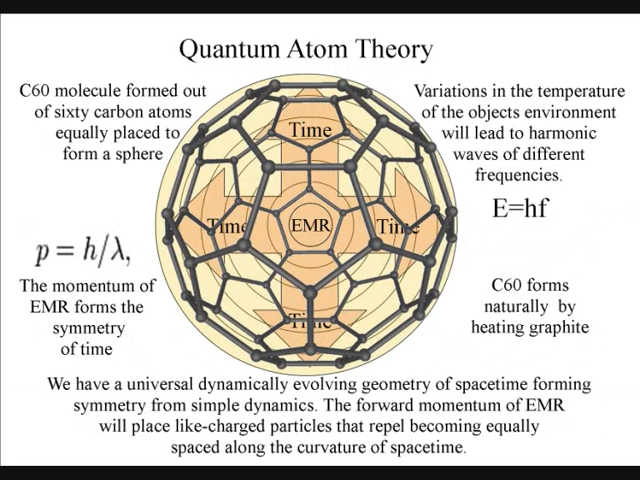 Quantum Atom Theory
C60 molecule formed out
of sixty carbon atoms
equally placed to
form a sphere
Variations in the temperature
of the objects environment
will lead to harmonic
waves of different
frequencies.
E=hf
Time
Time
EMR
Time
Time
p = h/λ,
The momentum of
EMR forms the
symmetry
of time
C60 forms
naturally by
heating graphite
We have a universal dynamically evolving geometry of spacetime forming
symmetry from simple dynamics. The forward momentum of EMR
will place like-charged particles that repel becoming equally
spaced along the curvature of spacetime.